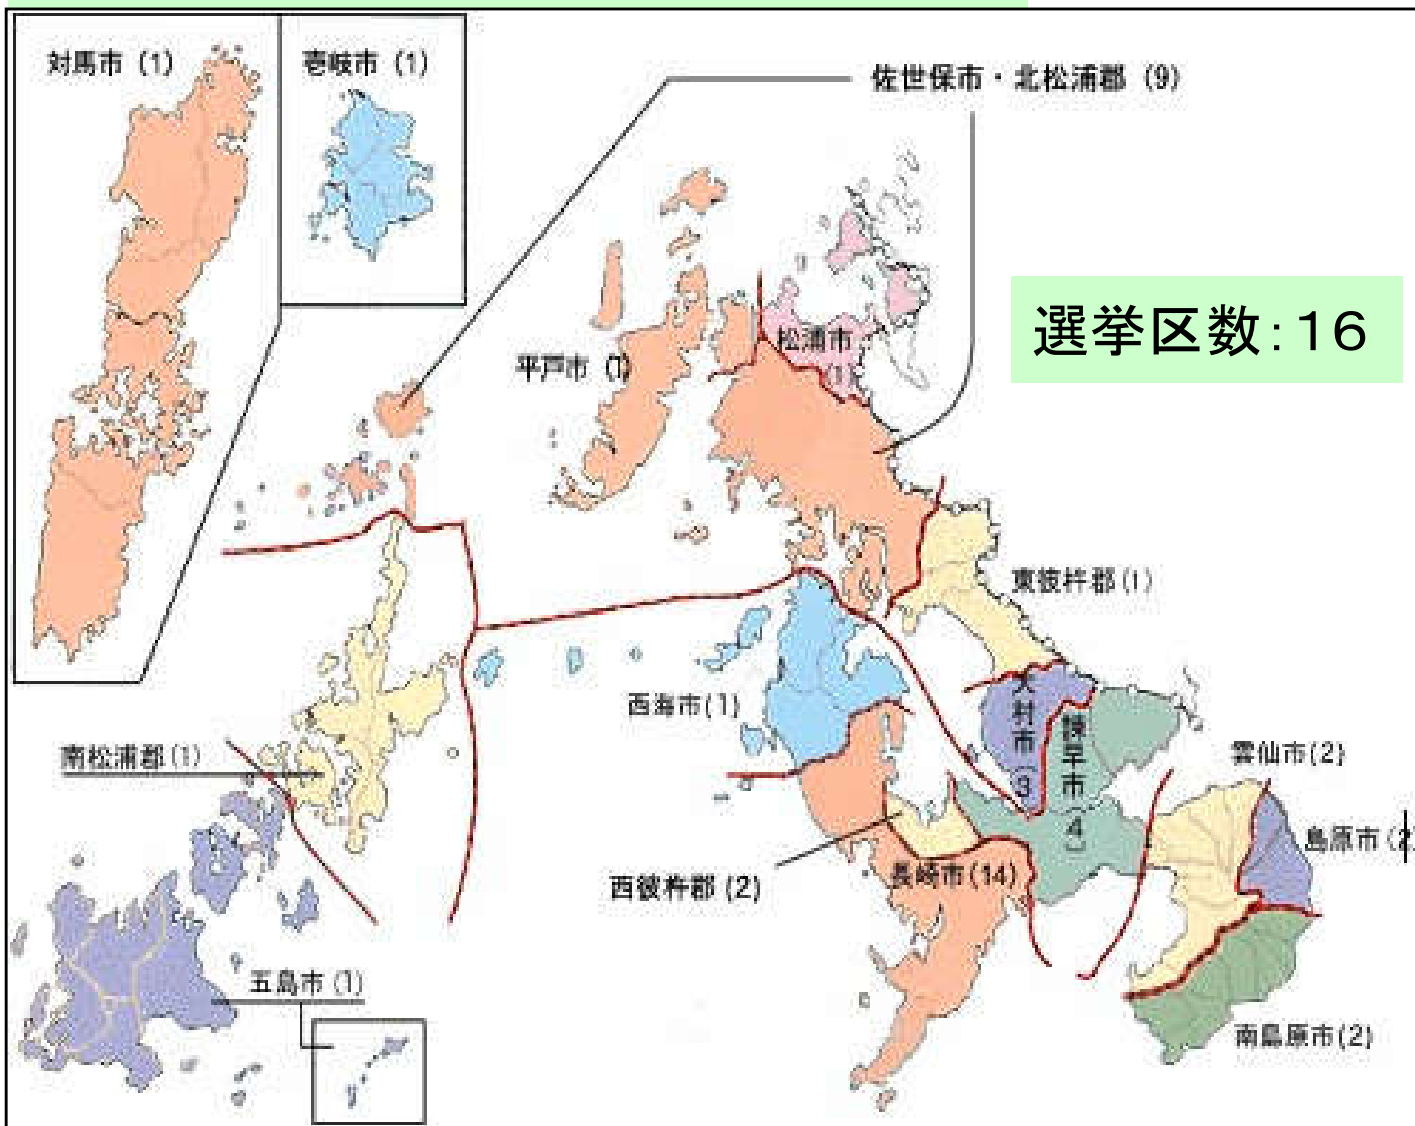 対馬市 (1)
壱岐市 (1)
佐世保市・北松浦郡 (9)
選挙区数:16
松浦市
(1)
平戸市 (1)
東彼杵郡(1)
西海市(1)
大村市(3)
諫早市(4)
南松浦郡(1)
雲仙市(2)
島原市(2)
長崎市(14)
西彼杵郡(2)
五島市(1)
南島原市(2)